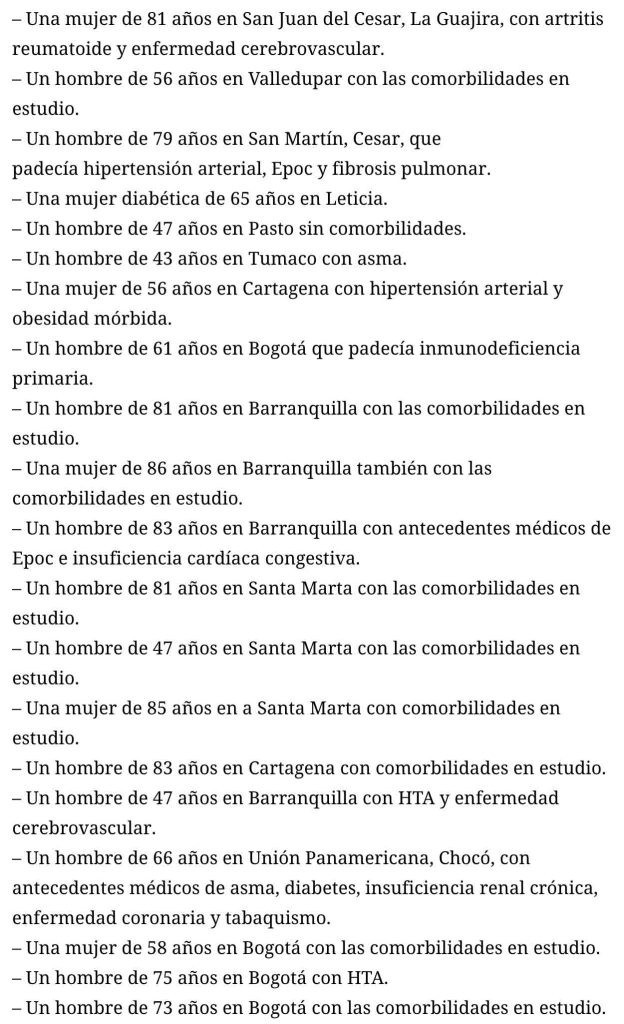 – Una mujer de 81 años en San Juan del Cesar, La Guajira, con artritis
reumatoide y enfermedad cerebrovascular.
– Un hombre de 56 años en Valledupar con las comorbilidades en
estudio.
– Un hombre de 79 años en San Martín, Cesar, que
padecía hipertensión arterial, Epoc y fibrosis pulmonar.
– Una mujer diabética de 65 años en Leticia.
– Un hombre de 47 años en Pasto sin comorbilidades.
– Un hombre de 43 años en Tumaco con asma.
– Una mujer de 56 años en Cartagena con hipertensión arterial y
obesidad mórbida.
– Un hombre de 61 años en Bogotá que padecía inmunodeficiencia
primaria.
– Un hombre de 81 años en Barranquilla con las comorbilidades en
estudio.
– Una mujer de 86 años en Barranquilla también con las
comorbilidades en estudio.
– Un hombre de 83 años en Barranquilla con antecedentes médicos de
Epoc e insuficiencia cardíaca congestiva.
– Un hombre de 81 años en Santa Marta con las comorbilidades en
estudio.
– Un hombre de 47 años en Santa Marta con las comorbilidades en
estudio.
– Una mujer de 85 años en a Santa Marta con comorbilidades en
estudio.
– Un hombre de 83 años en Cartagena con comorbilidades en estudio.
– Un hombre de 47 años en Barranquilla con HTA y enfermedad
cerebrovascular.
– Un hombre de 66 años en Unión Panamericana, Chocó, con
antecedentes médicos de asma, diabetes, insuficiencia renal crónica,
enfermedad coronaria y tabaquismo.
– Una mujer de 58 años en Bogotá con las comorbilidades en estudio.
– Un hombre de 75 años en Bogotá con HTA.
– Un hombre de 73 años en Bogotá con las comorbilidades en estudio.